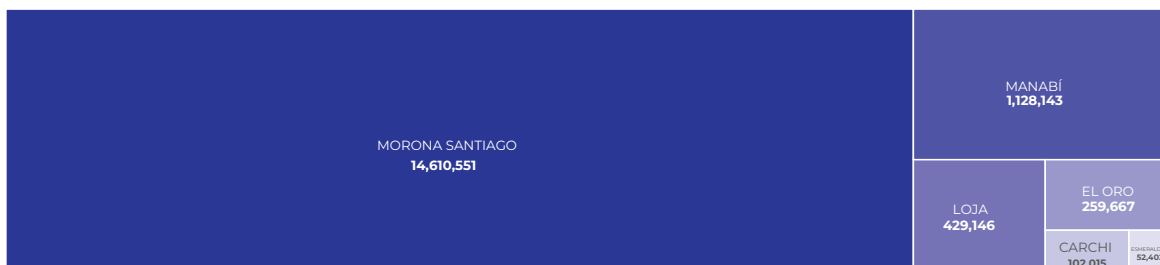 MORONA SANTIAGO
14,610,551
MANABÍ
1,128,143
LOJA
429,146
EL ORO
259,667
CARCHI
102,015